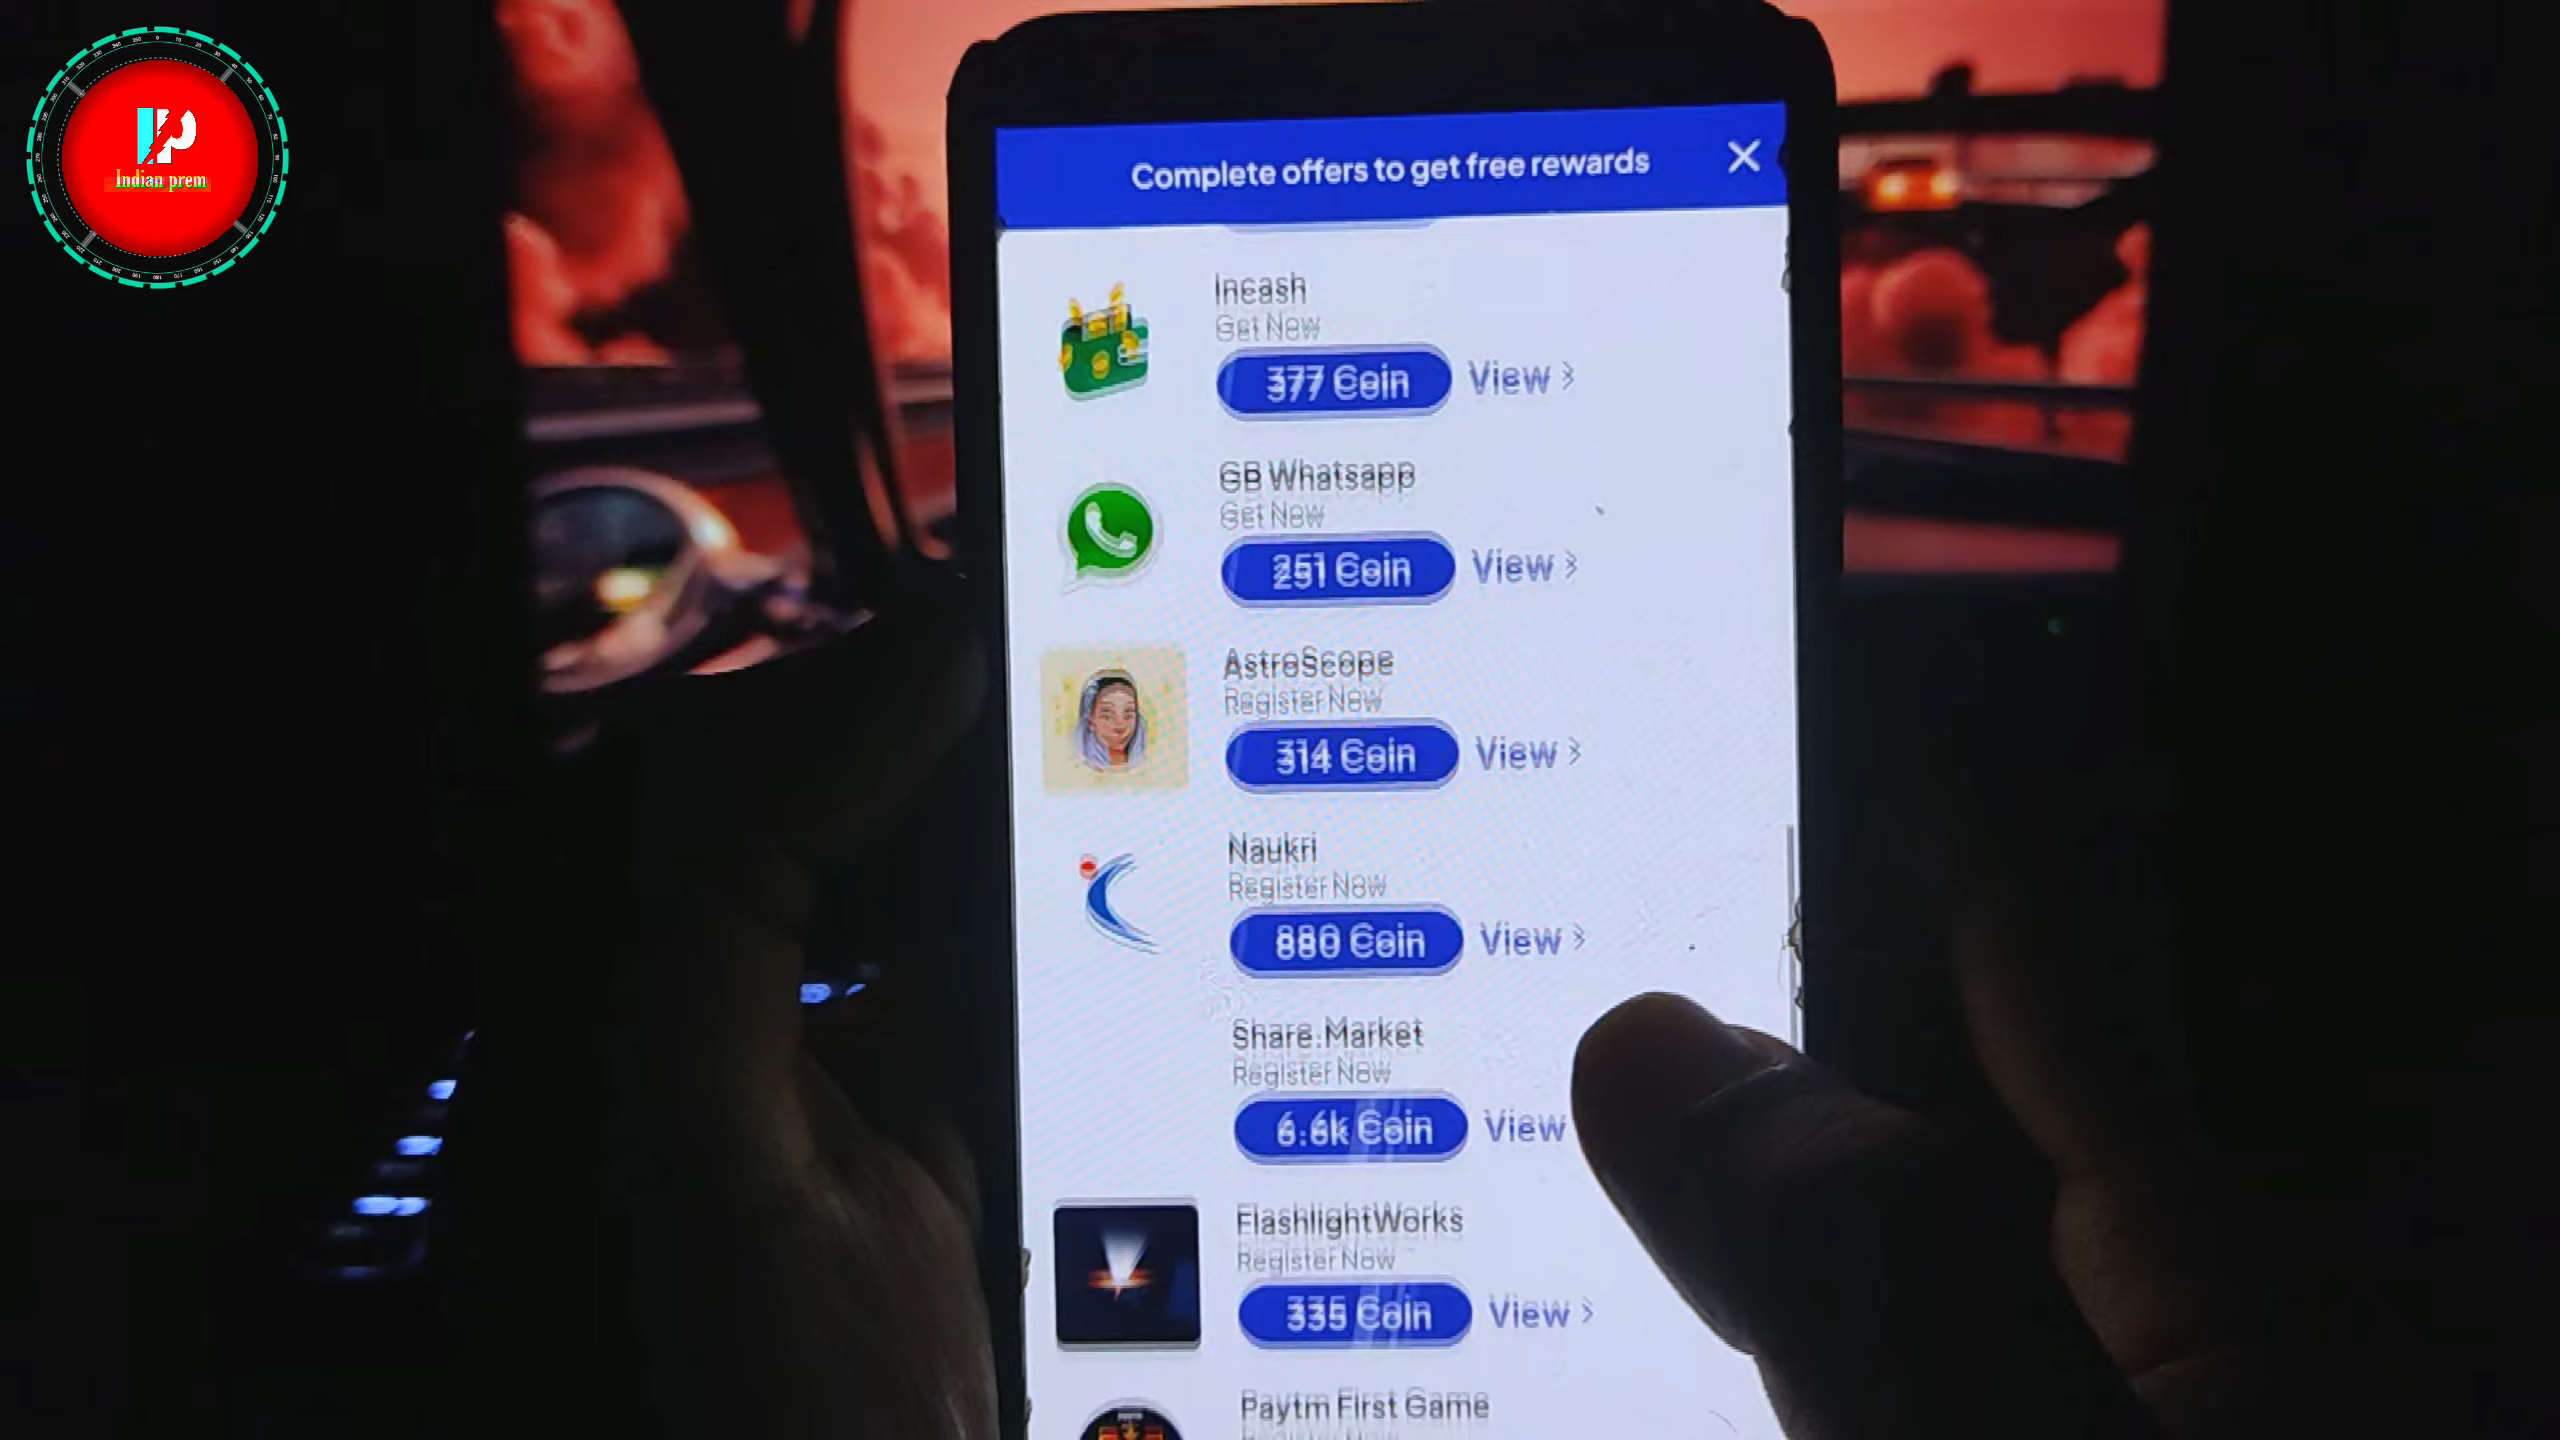 Indian prem
Complete offers to get free rewards
Incash
Get Now
377 Coin
View
GB Whatsapp
Get Now
251 Coin
View
AstroScope
Register Now
314 Coin
View
Naukri
Register Now
880 Coin
View
Share.Market
Register Now
6.6k Coin
View
FlashlightWorks
Register Now
335 Coin
View
Paytm First Game